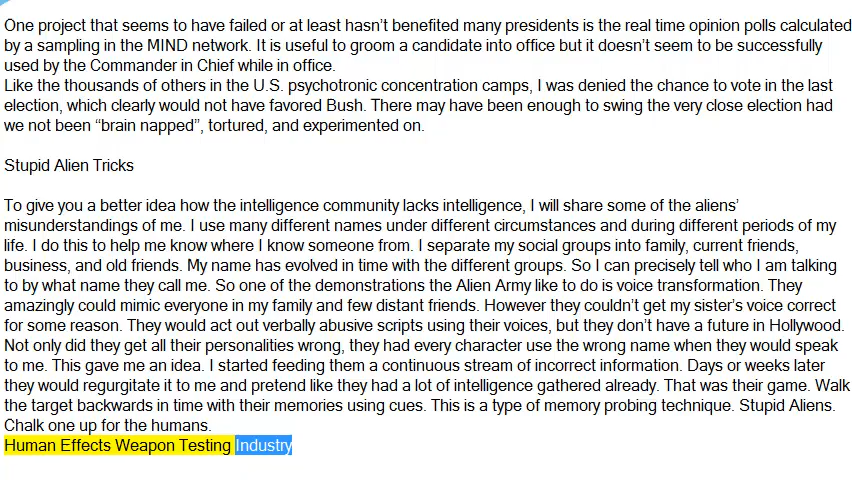 One project that seems to have failed or at least hasn’t benefited many presidents is the real time opinion polls calculated
by a sampling in the MIND network. It is useful to groom a candidate into office but it doesn’t seem to be successfully
used by the Commander in Chief while in office.
Like the thousands of others in the U.S. psychotronic concentration camps, I was denied the chance to vote in the last
election, which clearly would not have favored Bush. There may have been enough to swing the very close election had
we not been “brain napped”, tortured, and experimented on.
Stupid Alien Tricks
To give you a better idea how the intelligence community lacks intelligence, I will share some of the aliens’
misunderstandings of me. I use many different names under different circumstances and during different periods of my
life. I do this to help me know where I know someone from. I separate my social groups into family, current friends,
business, and old friends. My name has evolved in time with the different groups. So I can precisely tell who I am talking
to by what name they call me. So one of the demonstrations the Alien Army like to do is voice transformation. They
amazingly could mimic everyone in my family and few distant friends. However they couldn’t get my sister’s voice correct
for some reason. They would act out verbally abusive scripts using their voices, but they don’t have a future in Hollywood.
Not only did they get all their personalities wrong, they had every character use the wrong name when they would speak
to me. This gave me an idea. I started feeding them a continuous stream of incorrect information. Days or weeks later
they would regurgitate it to me and pretend like they had a lot of intelligence gathered already. That was their game. Walk
the target backwards in time with their memories using cues. This is a type of memory probing technique. Stupid Aliens.
Chalk one up for the humans.
Human Effects Weapon Testing Industry